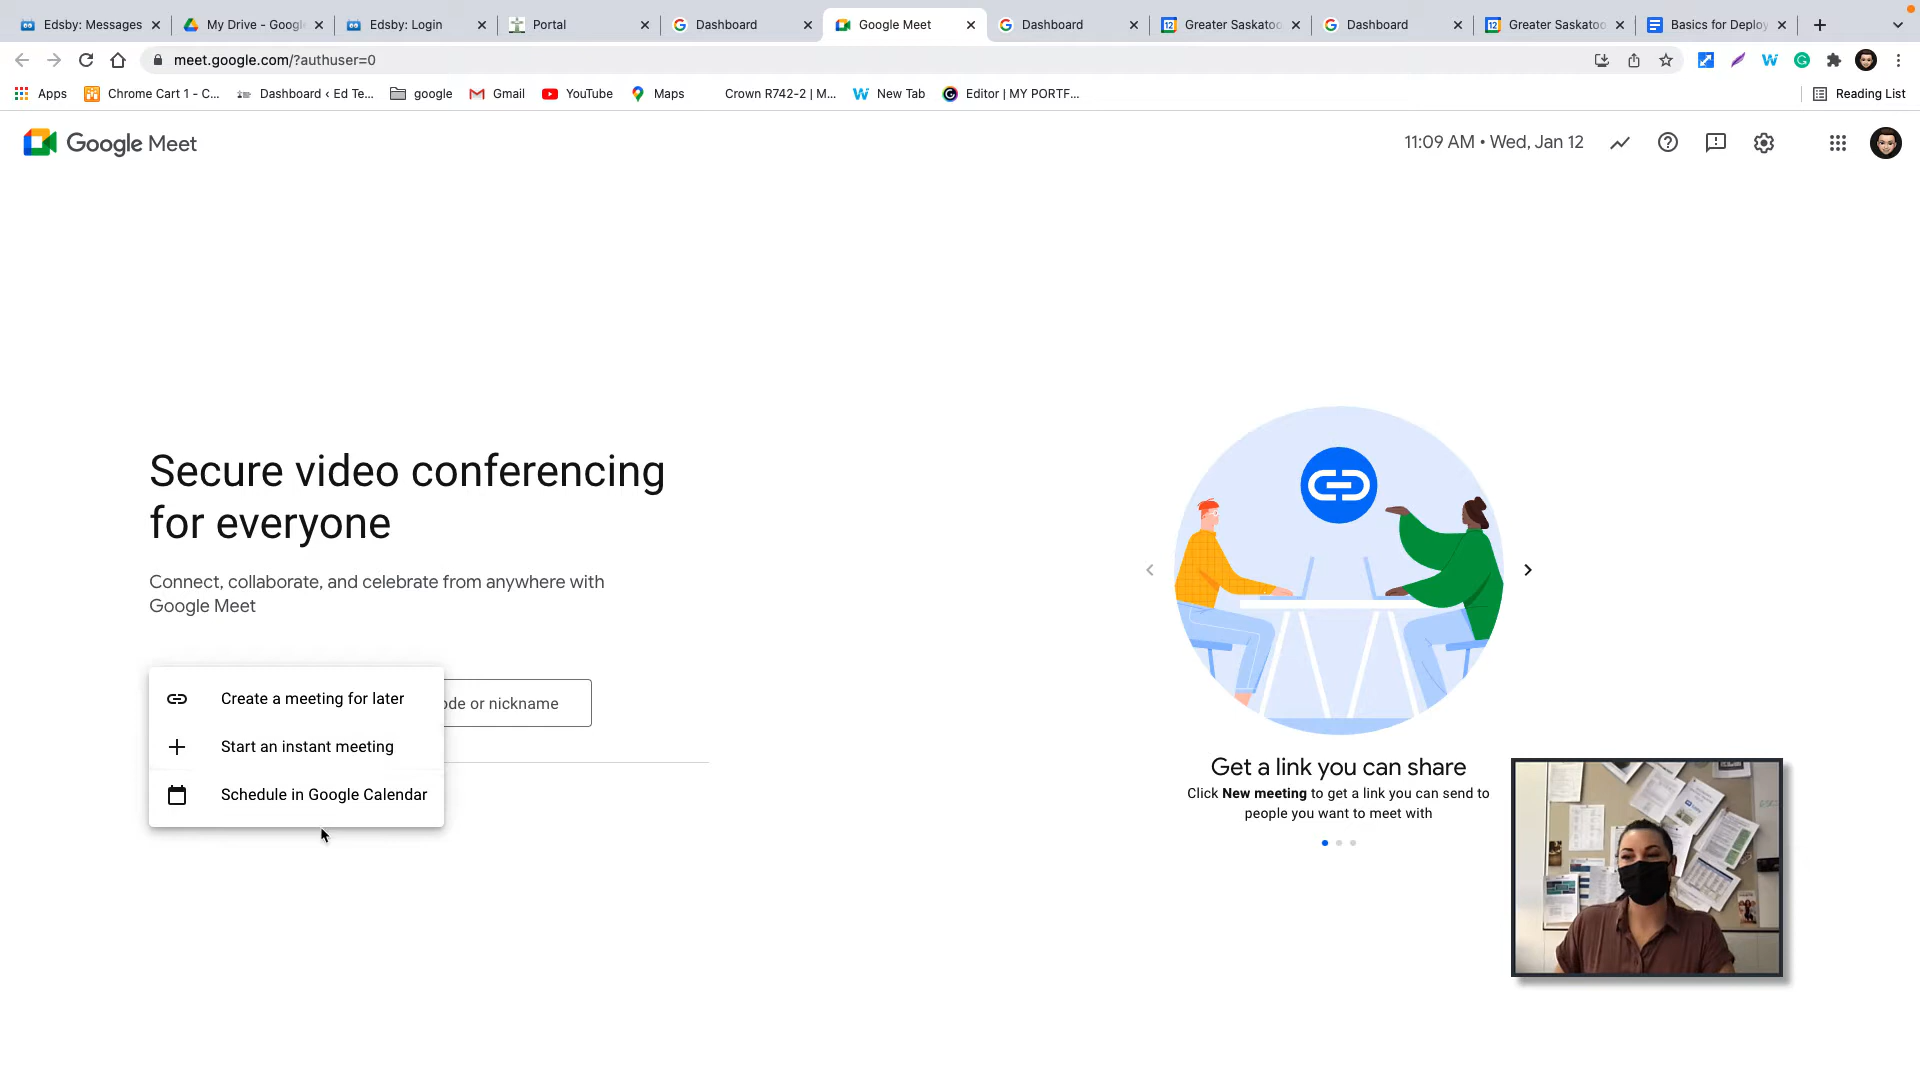 Edsby: Messages
My Drive - Google
Edsby: Login
Portal
Dashboard
Google Meet
Dashboard
Greater Saskatoo
Dashboard
Greater Saskatoo
Basics for Deploy
meet.google.com/?authuser=0
Apps
Chrome Cart 1 - C...
Dashboard ‹ Ed Te...
google
Gmail
YouTube
Maps
Crown R742-2 | M...
New Tab
Editor | MY PORTF...
Reading List
Google Meet
11:09 AM • Wed, Jan 12
Secure video conferencing
for everyone
Connect, collaborate, and celebrate from anywhere with
Google Meet
Create a meeting for later
ode or nickname
Start an instant meeting
Schedule in Google Calendar
Get a link you can share
Click New meeting to get a link you can send to
people you want to meet with